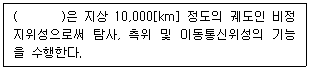 (　　　)은 지상 10,000[km] 정도의 궤도인 비정
지위성으로써 탐사, 측위 및 이동통신위성의 기능
을 수행한다.